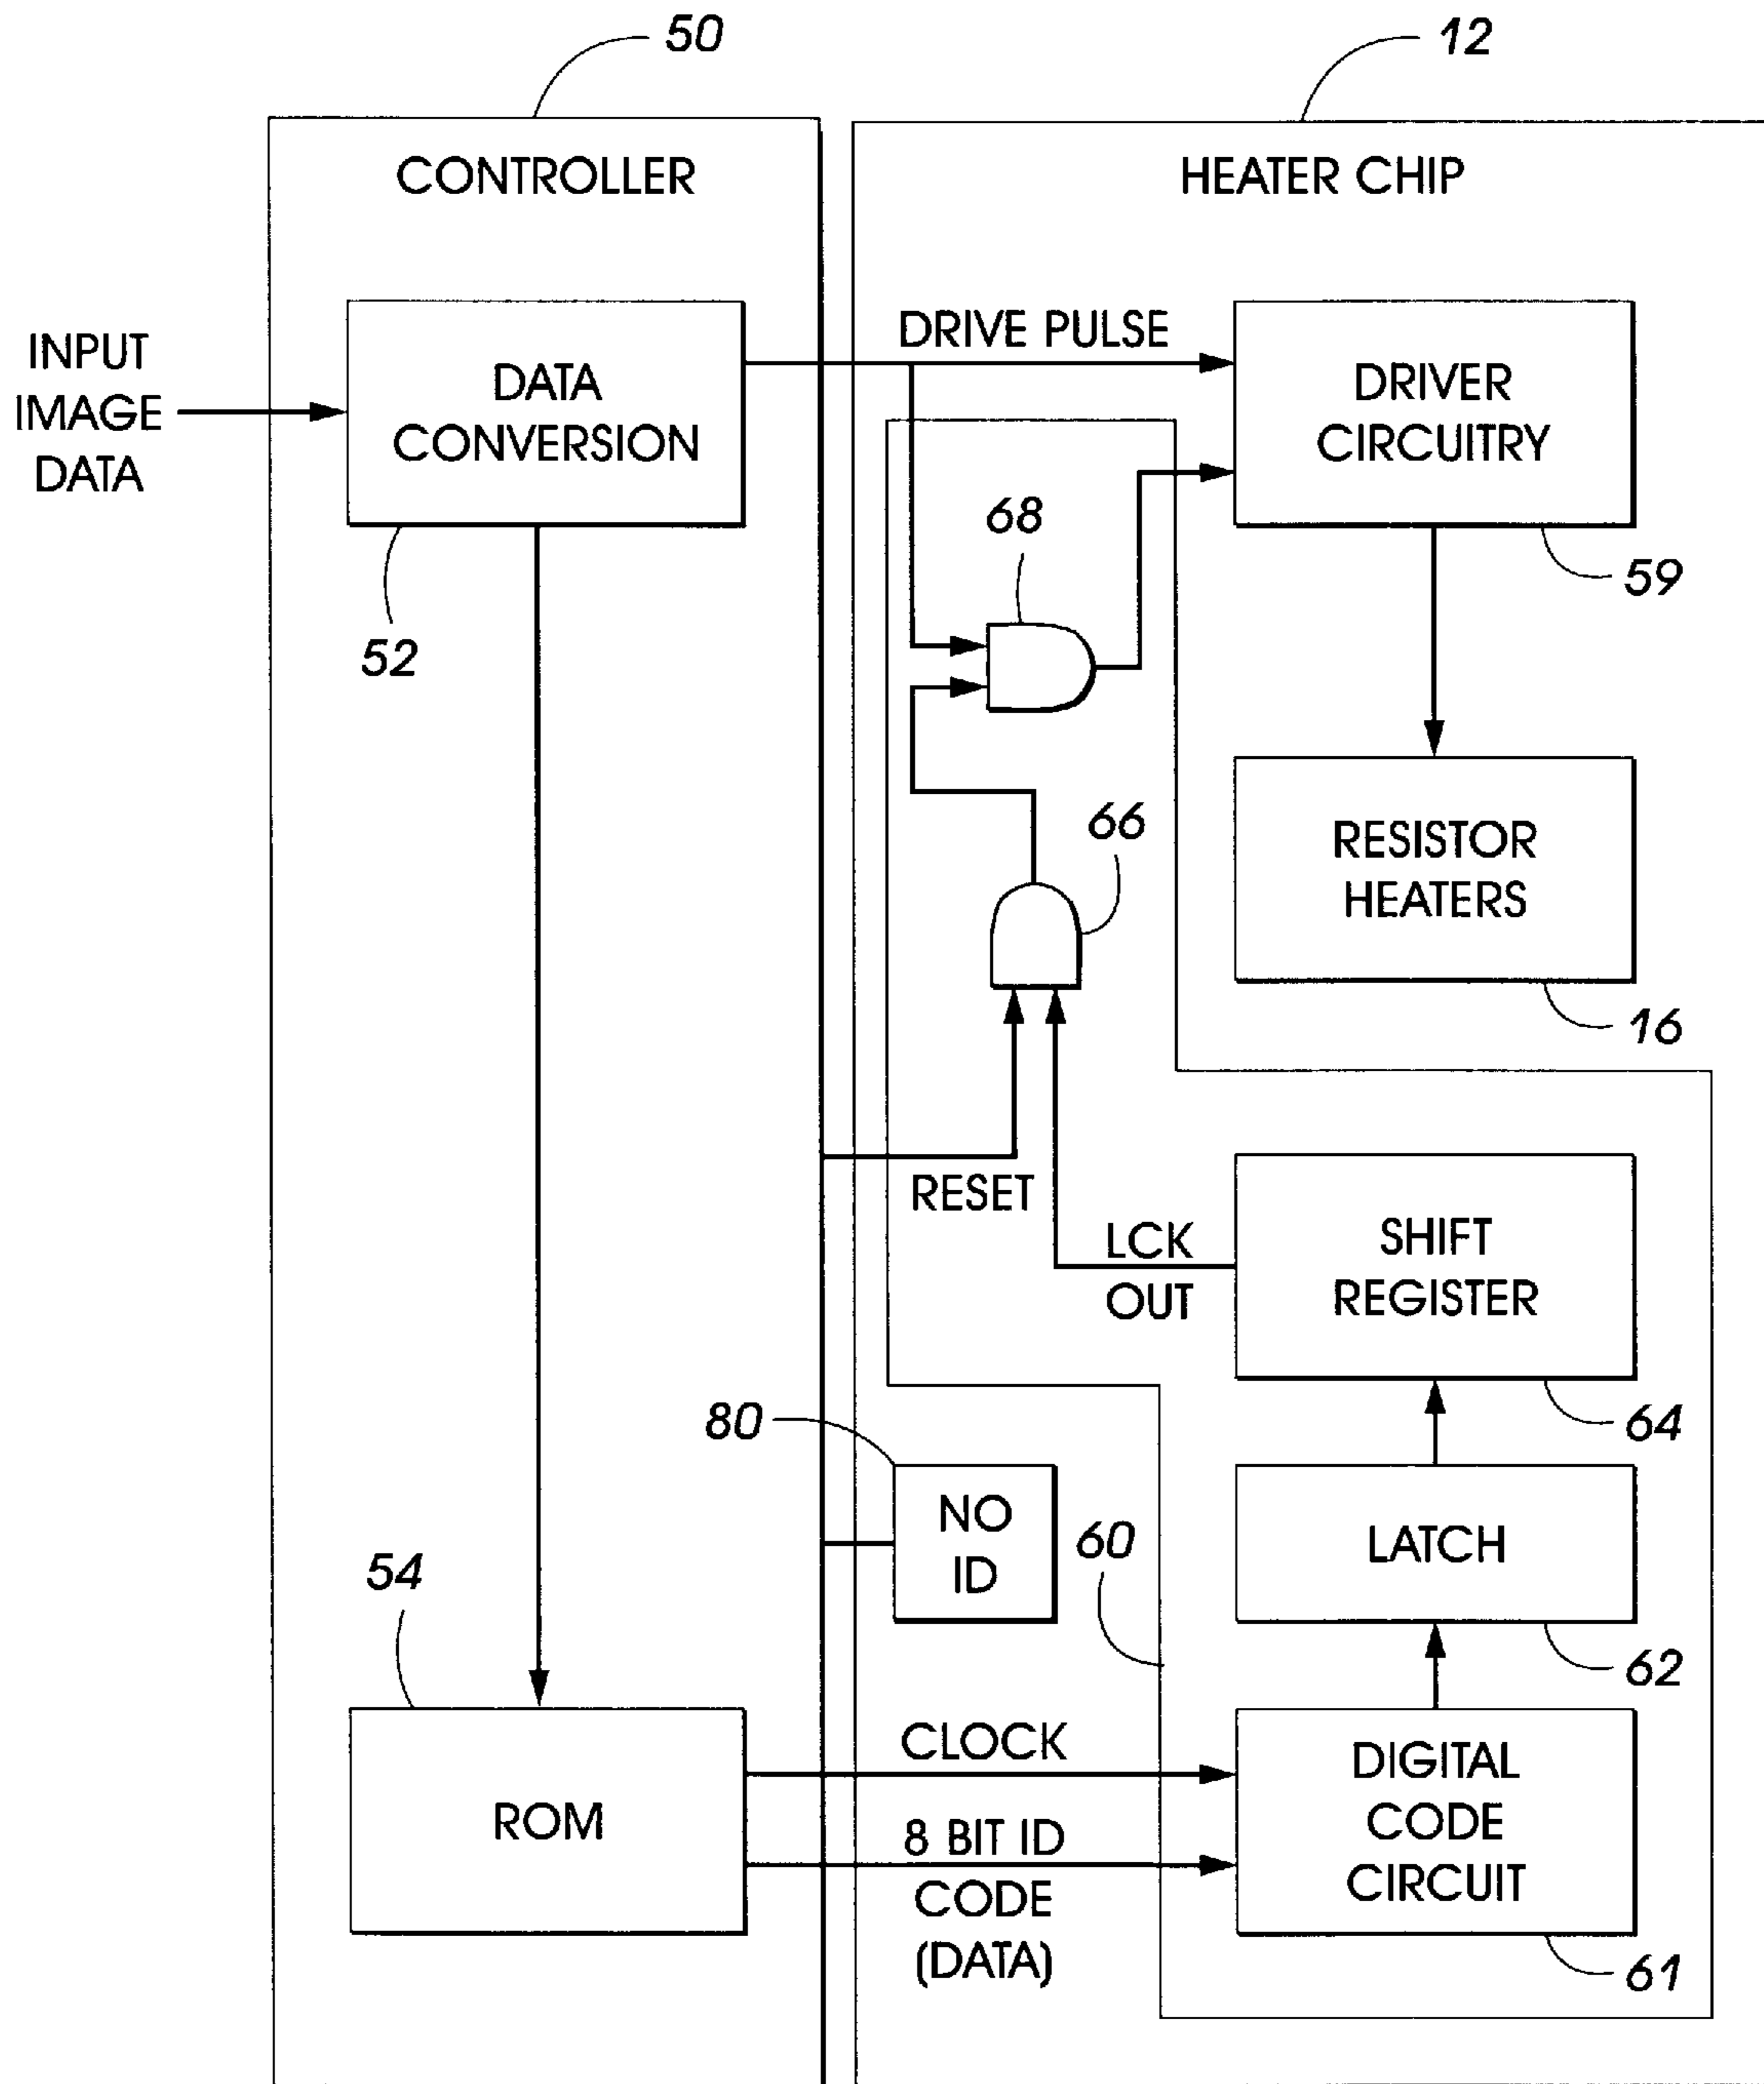 50
12
CONTROLLER
HEATER CHIP
INPUT
IMAGE
DATA
DATA
CONVERSION
52
DRIVE PULSE
DRIVER
CIRCUITRY
59
68
66
RESISTOR
HEATERS
16
RESET
LCK
OUT
SHIFT
REGISTER
64
80
NO
ID
60
LATCH
62
54
ROM
CLOCK
8 BIT ID
CODE
(DATA)
DIGITAL
CODE
CIRCUIT
61